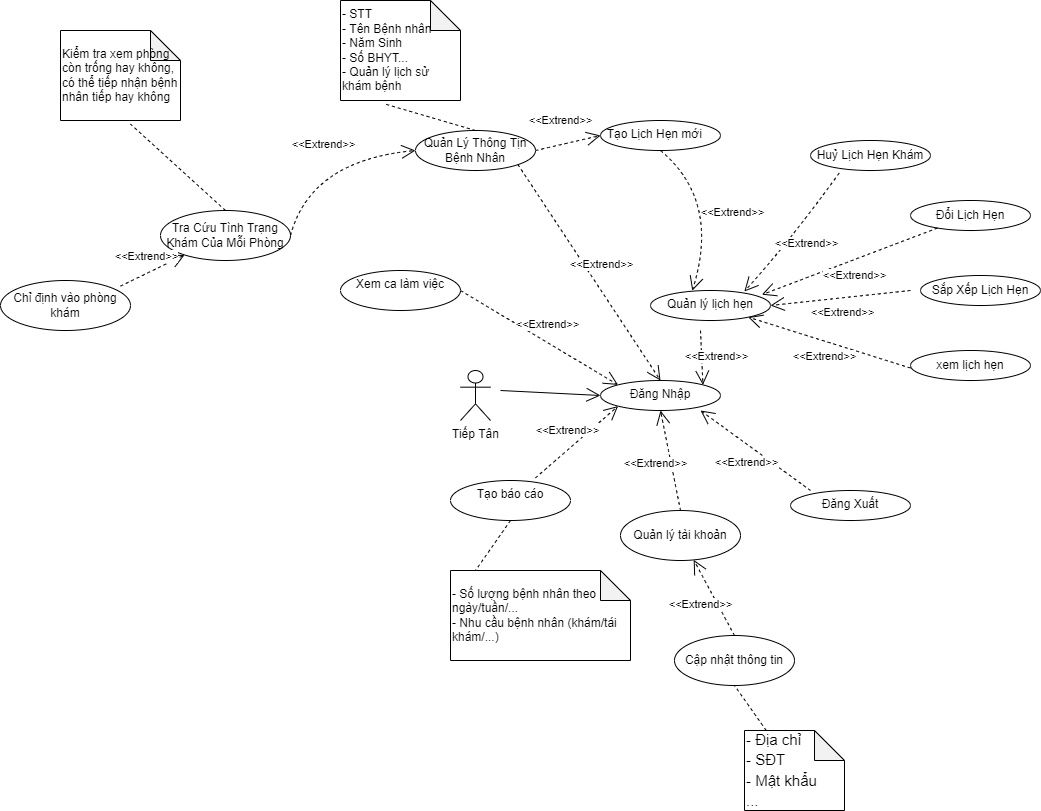 - STT
- Tên Bệnh nhân
- Năm Sinh
- Số BHYT...
- Quản lý lịch sử
khám bệnh
Kiểm tra xem phòng
còn trống hay không,
có thể tiếp nhận bệnh
nhân tiếp hay không
<<Extrend>>
<<Extrend>>
Quản Lý Thông Tin
Bệnh Nhân
Tạo Lịch Hẹn mới
Huỷ Lịch Hẹn Khám
<<Extrend>>
Đổi Lịch Hẹn
Tra Cứu Tình Trạng
Khám Của Mỗi Phòng
<<Extrend>>
<<Extrend>>
<<Extrend>>
<<Extrend>>
Chỉ định vào phòng
khám
Xem ca làm việc
Quản lý lịch hẹn
Sắp Xếp Lịch Hẹn
<<Extrend>>
<<Extrend>>
<<Extrend>>
<<Extrend>>
xem lịch hẹn
Tiếp Tân
Đăng Nhập
<<Extrend>>
<<Extrend>>
<<Extrend>>
Tạo báo cáo
Đăng Xuất
Quản lý tài khoản
- Số lượng bệnh nhân theo
ngày/tuần/...
- Nhu cầu bệnh nhân (khám/tái
khám/...)
<<Extrend>>
Cập nhật thông tin
- Địa chỉ
- SĐT
- Mật khẩu
...